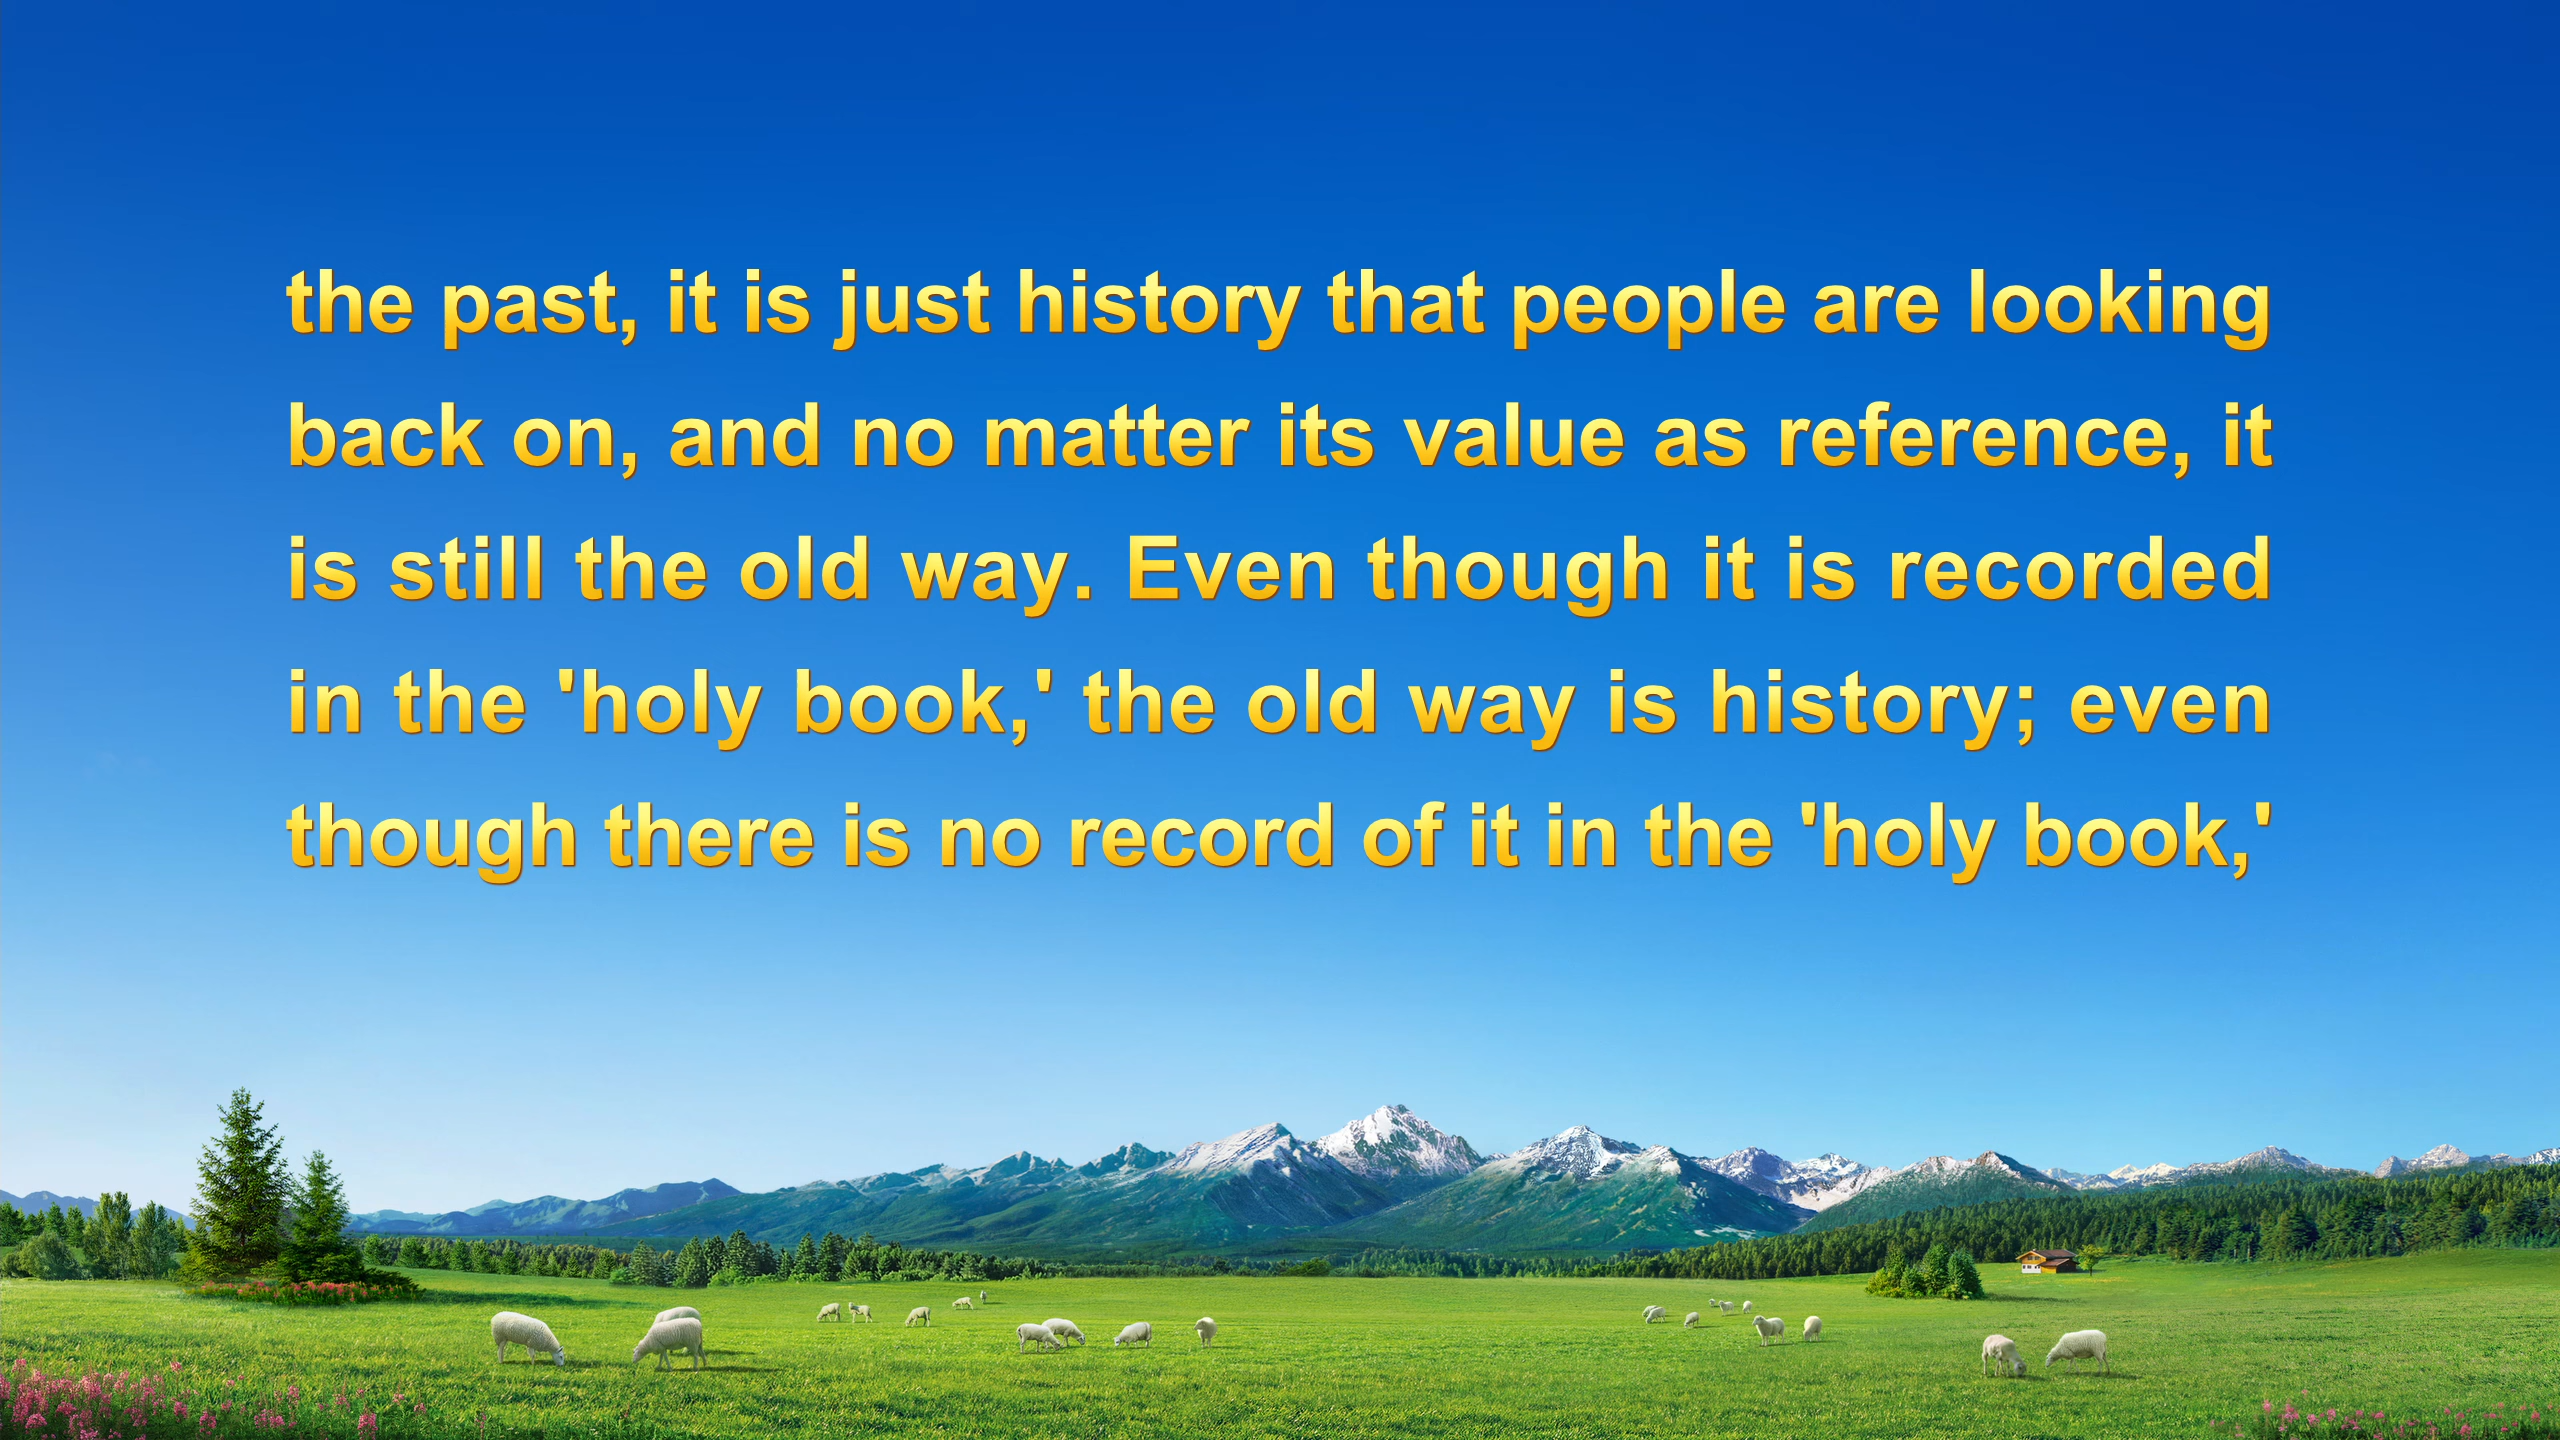 the past, it is just history that people are looking
back on, and no matter its value as reference, it
is still the old way. Even though it is recorded
in the 'holy book,' the old way is history; even
though there is no record of it in the 'holy book,'